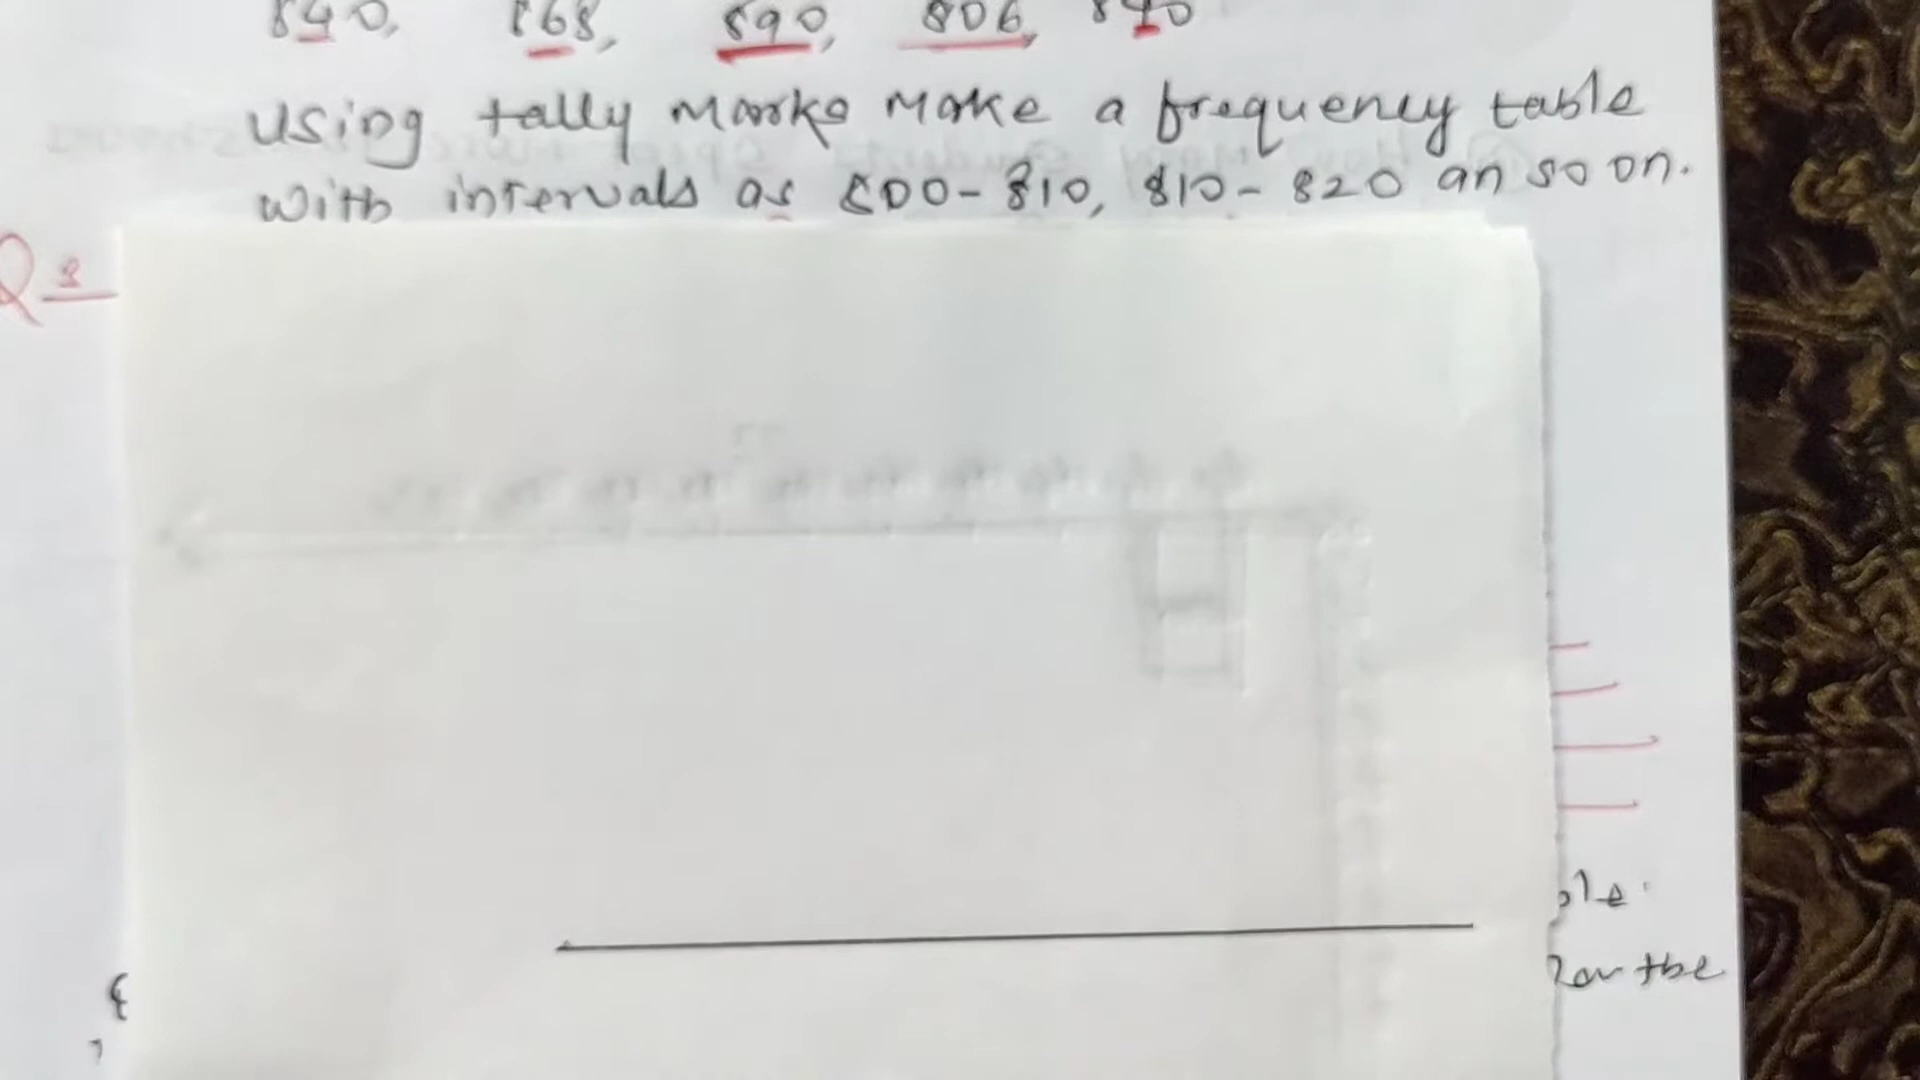 840, 868, 890, 806, 840
using tally marks make a frequency table
with intervals as 800-810, 810-820 an so on.
Q 8
ble.
for the